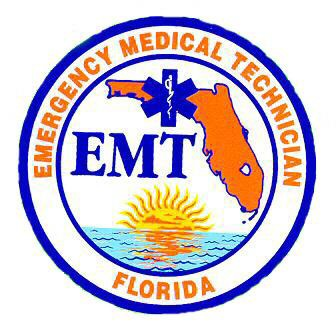 EMERGENCY MEDICAL TECHNICIAN
EMT
FLORIDA